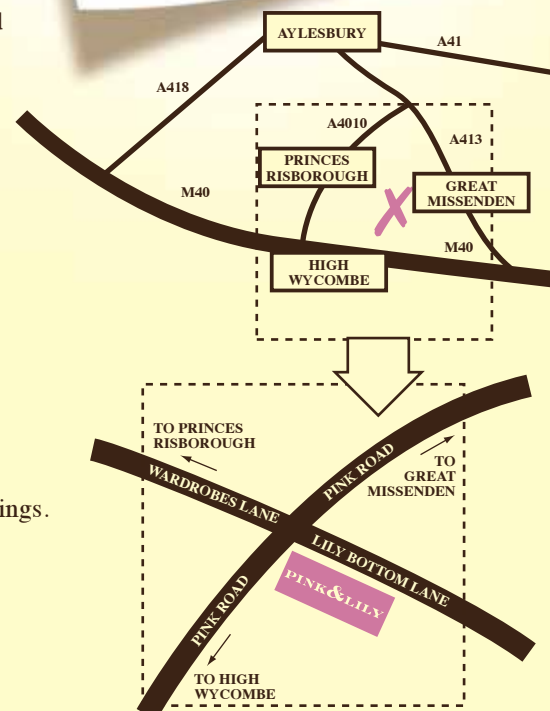 AYLESBURY
A41
A418
A4010
A413
PRINCES
RISBOROUGH
GREAT
MISSENDEN
M40
M40
HIGH
WYCOMBE
TO PRINCES
RISBOROUGH
PINK ROAD
TO
GREAT
MISSENDEN
WARDROBES LANE
ings.
LILY BOTTOM LANE
PINK&LILY
PINK ROAD
TO HIGH
WYCOMBE